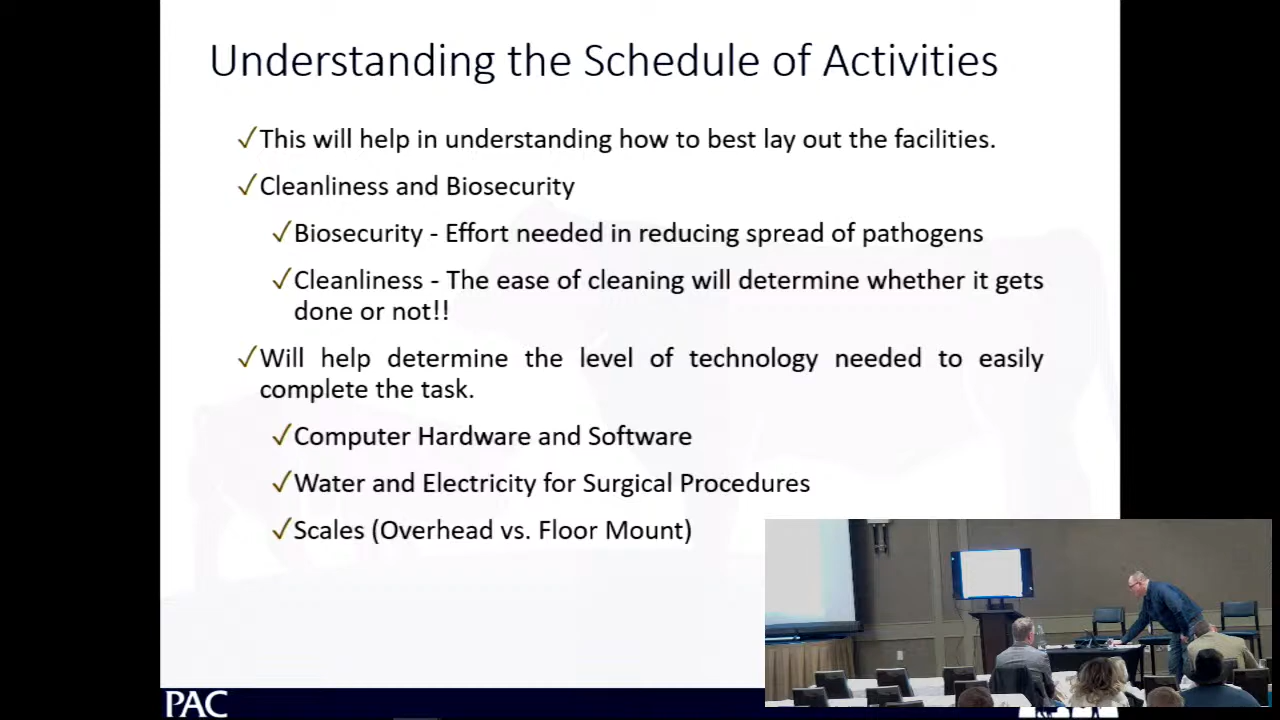 Understanding the Schedule of Activities
✓This will help in understanding how to best lay out the facilities.
✓Cleanliness and Biosecurity
✓Biosecurity - Effort needed in reducing spread of pathogens
✓Cleanliness - The ease of cleaning will determine whether it gets
done or not!!
✓Will help determine the level of technology needed to easily
complete the task.
✓Computer Hardware and Software
✓Water and Electricity for Surgical Procedures
✓Scales (Overhead vs. Floor Mount)
PAC